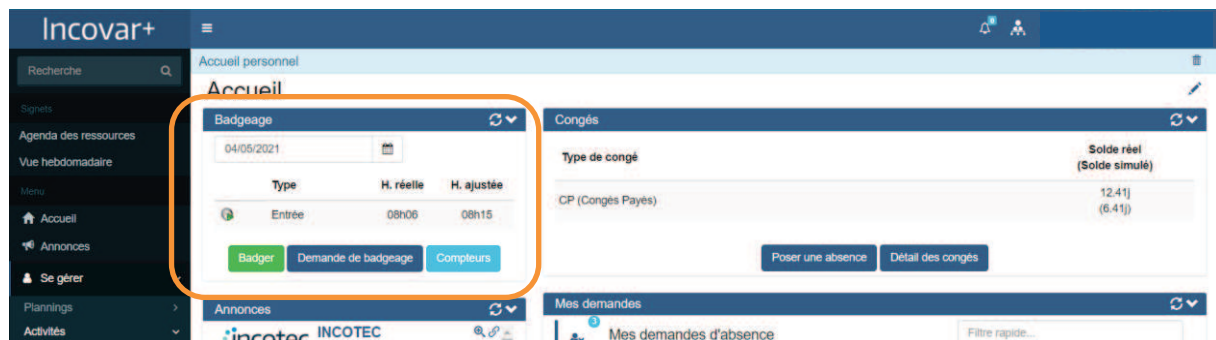 Incovar+
Recherche
Signets
Agenda des ressources
Vue hebdomadaire
Menu
Accueil
Annonces
Se gérer
Plannings
Activités
8
Accueil personnel
Accueil
Badgeage
04/05/2021
Type H. réelle H. ajustée
Entrée 08h06 08h15
Badger Demande de badgeage Compteurs
Congés
Type de congé Solde réel
(Solde simulé)
CP (Congés Payés) 12.41j
(6.41j)
Poser une absence Détail des congés
Annonces
incotec INCOTEC
Mes demandes
3
Mes demandes d'absence
Filtre rapide...